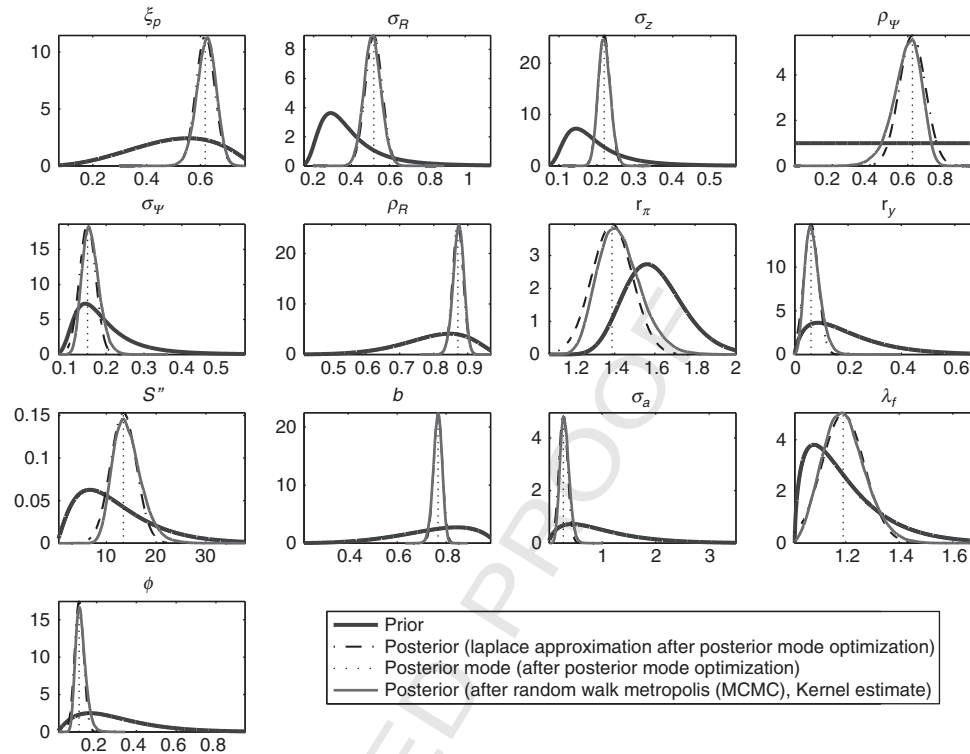 ξp σR σz ρΨ
10
5
0
0.2 0.4 0.6
8
6
4
2
0
0.2 0.4 0.6 0.8 1
25
20
15
10
5
0
0.1 0.2 0.3 0.4 0.5
4
2
0
0.2 0.4 0.6 0.8
σΨ ρR rπ ry
15
10
5
0
0.1 0.2 0.3 0.4 0.5
20
10
0
0.5 0.6 0.7 0.8 0.9
3
2
1
0
1.2 1.4 1.6 1.8 2
10
5
0
0 0.2 0.4 0.6
S" b σa λf
0.15
0.1
0.05
0
10 20 30
20
10
0
0.4 0.6 0.8
4
2
0
1 2 3
4
2
0
1.2 1.4 1.6
ϕ
15
10
5
0
0.2 0.4 0.6 0.8
Prior
Posterior (laplace approximation after posterior mode optimization)
Posterior mode (after posterior mode optimization)
Posterior (after random walk metropolis (MCMC), Kernel estimate)
ED PROOF